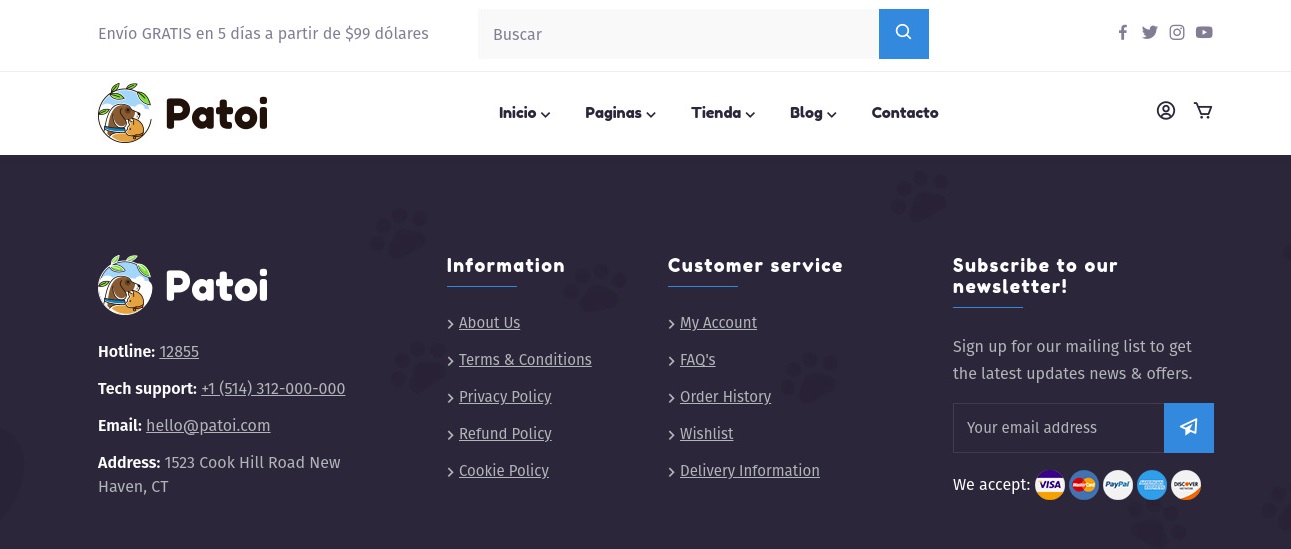 Envío GRATIS en 5 días a partir de $99 dólares
Buscar
Patoi
Inicio Paginas Tienda Blog Contacto
Patoi
Hotline: 12855
Tech support: +1 (514) 312-000-000
Email: hello@patoi.com
Address: 1523 Cook Hill Road New
Haven, CT
Information
About Us
Terms & Conditions
Privacy Policy
Refund Policy
Cookie Policy
Customer service
My Account
FAQ's
Order History
Wishlist
Delivery Information
Subscribe to our
newsletter!
Sign up for our mailing list to get
the latest updates news & offers.
Your email address
We accept: VISA MasterCard PayPal DISCOVER